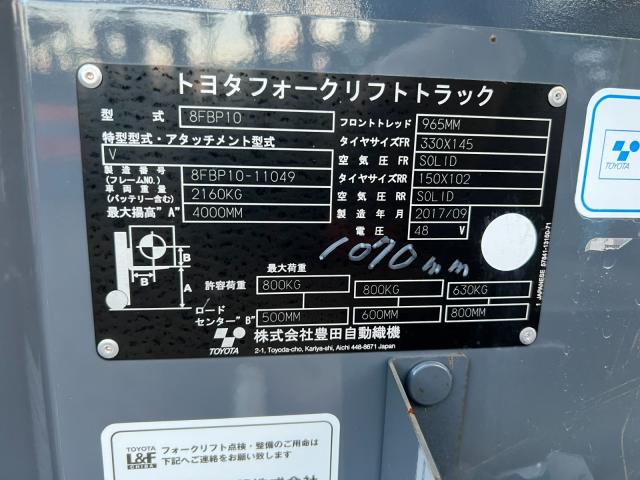 トヨタフォークリフトトラック
型 式 8FBP10
フロントトレッド 965MM
特型型式・アタッチメント型式
タイヤサイズFR 330X145
V
空 気 圧 FR SOLID
製 造 番 号
(フレームNO.) 8FBP10-11049
タイヤサイズRR 150X102
車 両 重 量
(バッテリー含む) 2160KG
空 気 圧 RR SOLID
最大揚高"A" 4000MM
製 造 年 月 2017/09
電 圧 48 V
1070mm
B
B
A
最大荷重
許容荷重 800KG 800KG 630KG
ロード
センター"B" 500MM 600MM 800MM
TOYOTA
株式会社豊田自動織機
2-1, Toyoda-cho, Kariya-shi, Aichi 448-8671 Japan
1 JAPANESE 57841-13160-71
TOYOTA
TOYOTA
L&F
CHIBA
フォークリフト点検・整備のご用命は
下記へご連絡をお願い致します。